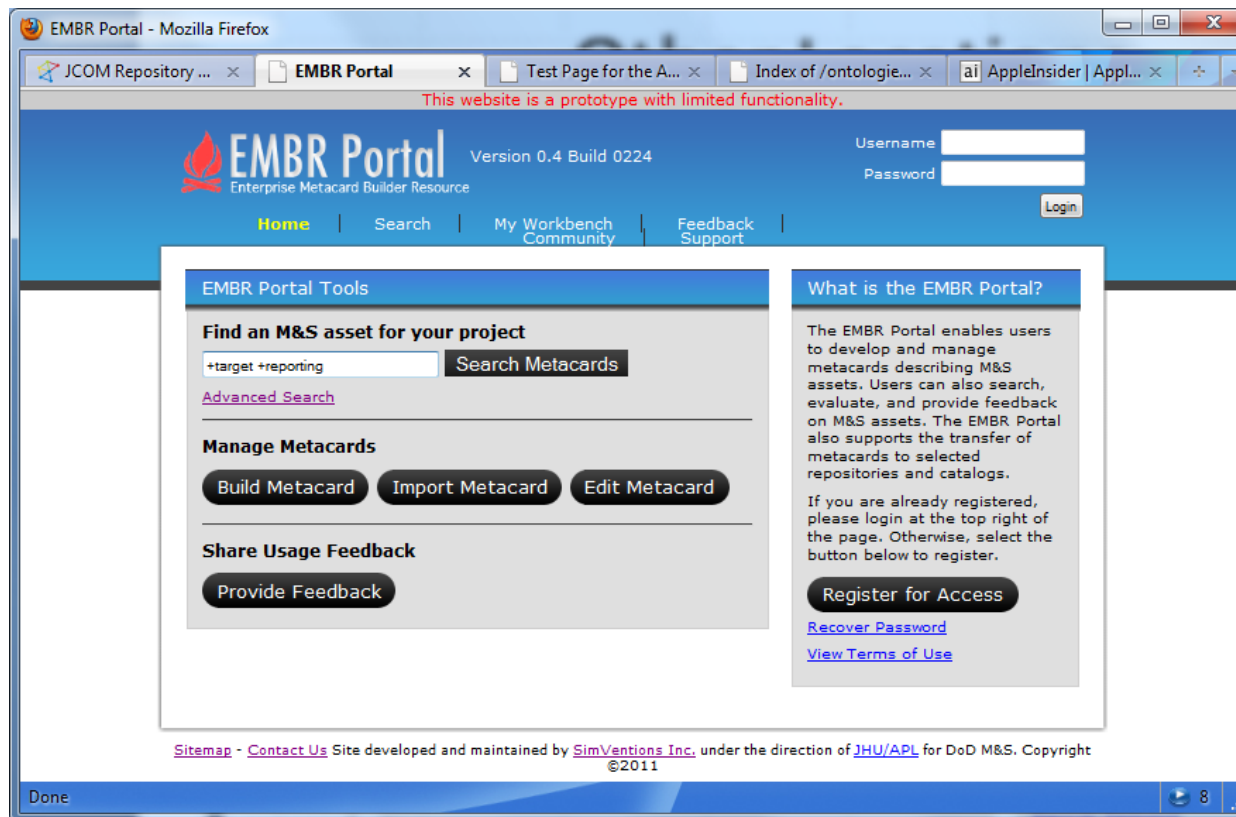 EMBR Portal - Mozilla Firefox
JCOM Repository ...
EMBR Portal
Test Page for the A...
Index of /ontologie...
ai AppleInsider | Appl...
This website is a prototype with limited functionality.
EMBR Portal
Enterprise Metacard Builder Resource
Version 0.4 Build 0224
Username
Password
Login
Home | Search | My Workbench | Feedback |
Community | Support
EMBR Portal Tools
Find an M&S asset for your project
+target +reporting
Search Metacards
Advanced Search
Manage Metacards
Build Metacard
Import Metacard
Edit Metacard
Share Usage Feedback
Provide Feedback
What is the EMBR Portal?
The EMBR Portal enables users
to develop and manage
metacards describing M&S
assets. Users can also search,
evaluate, and provide feedback
on M&S assets. The EMBR Portal
also supports the transfer of
metacards to selected
repositories and catalogs.
If you are already registered,
please login at the top right of
the page. Otherwise, select the
button below to register.
Register for Access
Recover Password
View Terms of Use
Sitemap - Contact Us Site developed and maintained by SimVentions Inc. under the direction of JHU/APL for DoD M&S. Copyright
©2011
Done
8